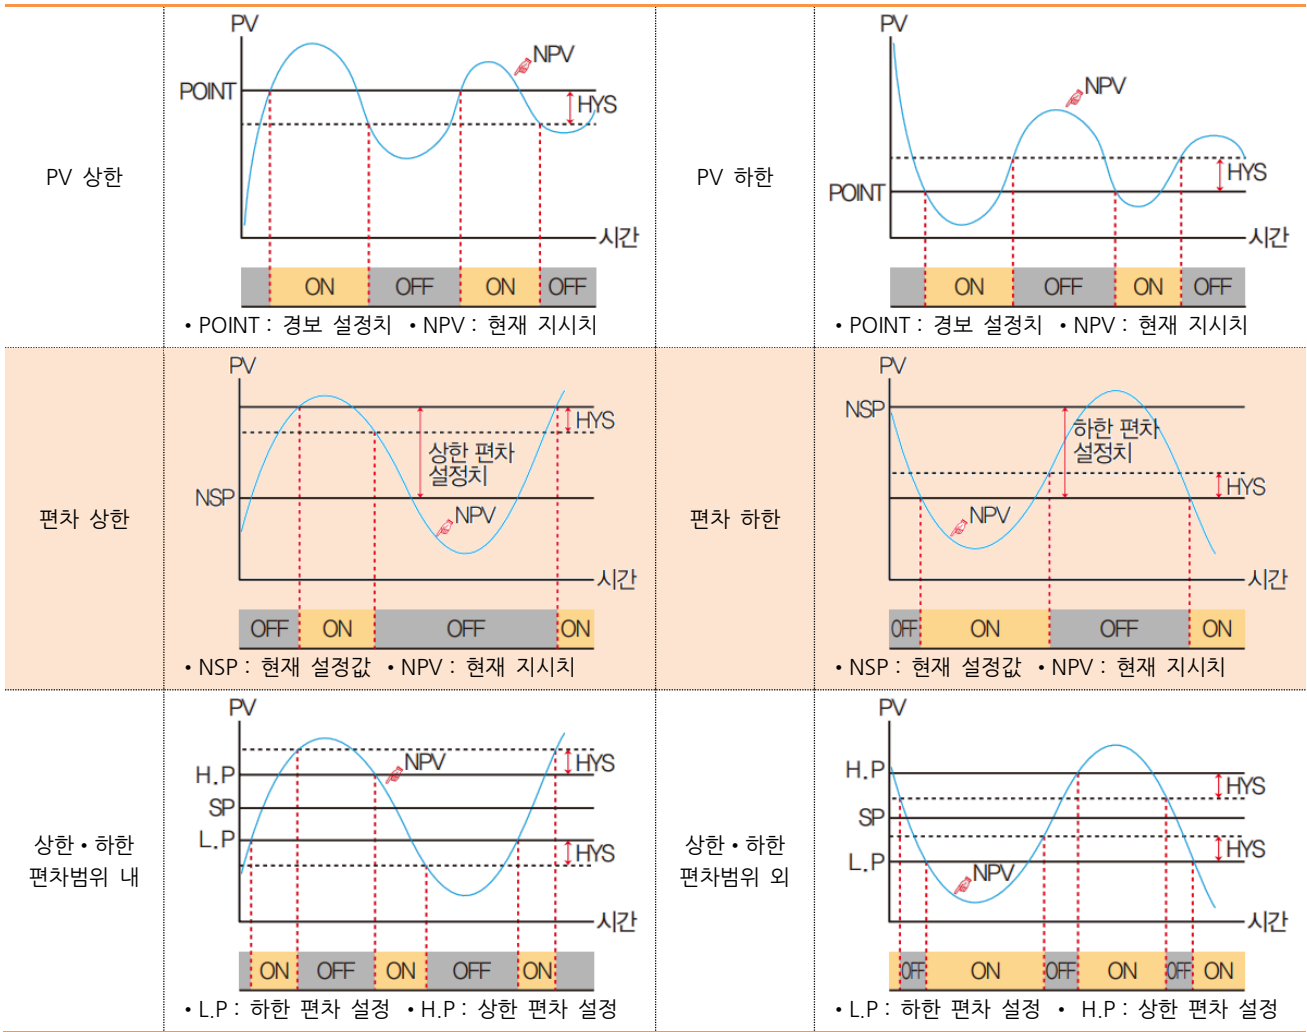 PV 상한
PV
POINT
NPV
HYS
시간
ON OFF ON OFF
• POINT : 경보 설정치 • NPV : 현재 지시치
PV 하한
PV
NPV
POINT
HYS
시간
ON OFF ON OFF
• POINT : 경보 설정치 • NPV : 현재 지시치
편차 상한
PV
HYS
상한 편차
설정치
NSP
NPV
시간
OFF ON OFF ON
• NSP : 현재 설정값 • NPV : 현재 지시치
편차 하한
PV
NSP
하한 편차
설정치
HYS
NPV
시간
OFF ON OFF ON
• NSP : 현재 설정값 • NPV : 현재 지시치
상한 • 하한
편차범위 내
PV
NPV
HYS
H.P
SP
L.P
HYS
시간
ON OFF ON OFF ON
• L.P : 하한 편차 설정 • H.P : 상한 편차 설정
상한 • 하한
편차범위 외
PV
H.P
HYS
SP
HYS
L.P
NPV
시간
OFF ON OFF ON OFF ON
• L.P : 하한 편차 설정 • H.P : 상한 편차 설정